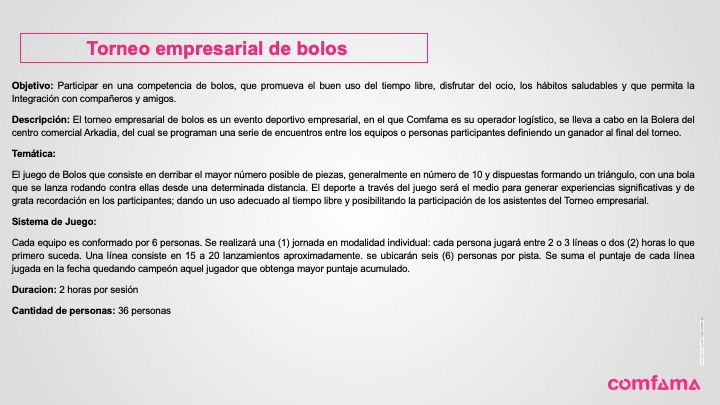 Torneo empresarial de bolos
Objetivo: Participar en una competencia de bolos, que promueva el buen uso del tiempo libre, disfrutar del ocio, los hábitos saludables y que permita la
Integración con compañeros y amigos.
Descripción: El torneo empresarial de bolos es un evento deportivo empresarial, en el que Comfama es su operador logístico, se lleva a cabo en la Bolera del
centro comercial Arkadia, del cual se programan una serie de encuentros entre los equipos o personas participantes definiendo un ganador al final del torneo.
Temática:
El juego de Bolos que consiste en derribar el mayor número posible de piezas, generalmente en número de 10 y dispuestas formando un triángulo, con una bola
que se lanza rodando contra ellas desde una determinada distancia. El deporte a través del juego será el medio para generar experiencias significativas y de
grata recordación en los participantes; dando un uso adecuado al tiempo libre y posibilitando la participación de los asistentes del Torneo empresarial.
Sistema de Juego:
Cada equipo es conformado por 6 personas. Se realizará una (1) jornada en modalidad individual: cada persona jugará entre 2 o 3 líneas o dos (2) horas lo que
primero suceda. Una línea consiste en 15 a 20 lanzamientos aproximadamente. se ubicarán seis (6) personas por pista. Se suma el puntaje de cada línea
jugada en la fecha quedando campeón aquel jugador que obtenga mayor puntaje acumulado.
Duracion: 2 horas por sesión
Cantidad de personas: 36 personas
comfama